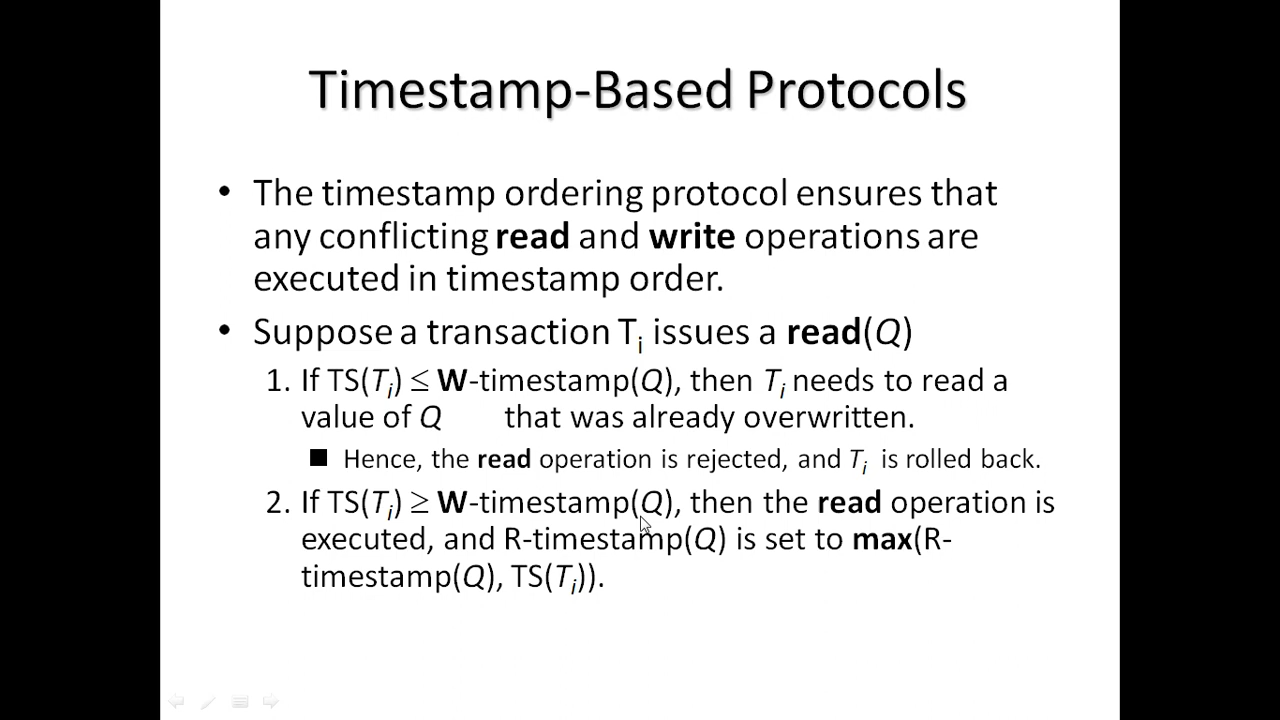 Timestamp-Based Protocols
• The timestamp ordering protocol ensures that
any conflicting read and write operations are
executed in timestamp order.
• Suppose a transaction Ti issues a read(Q)
1. If TS(Ti) ≤ W-timestamp(Q), then Ti needs to read a
value of Q that was already overwritten.
■ Hence, the read operation is rejected, and Ti is rolled back.
2. If TS(Ti) ≥ W-timestamp(Q), then the read operation is
executed, and R-timestamp(Q) is set to max(R-
timestamp(Q), TS(Ti)).